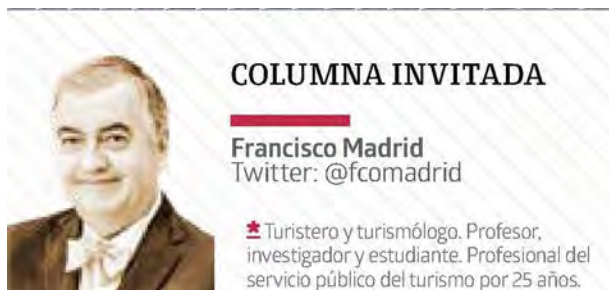 COLUMNA INVITADA
Francisco Madrid
Twitter: @fcomadrid
* Turistero y turismólogo. Profesor,
investigador y estudiante. Profesional del
servicio público del turismo por 25 años.